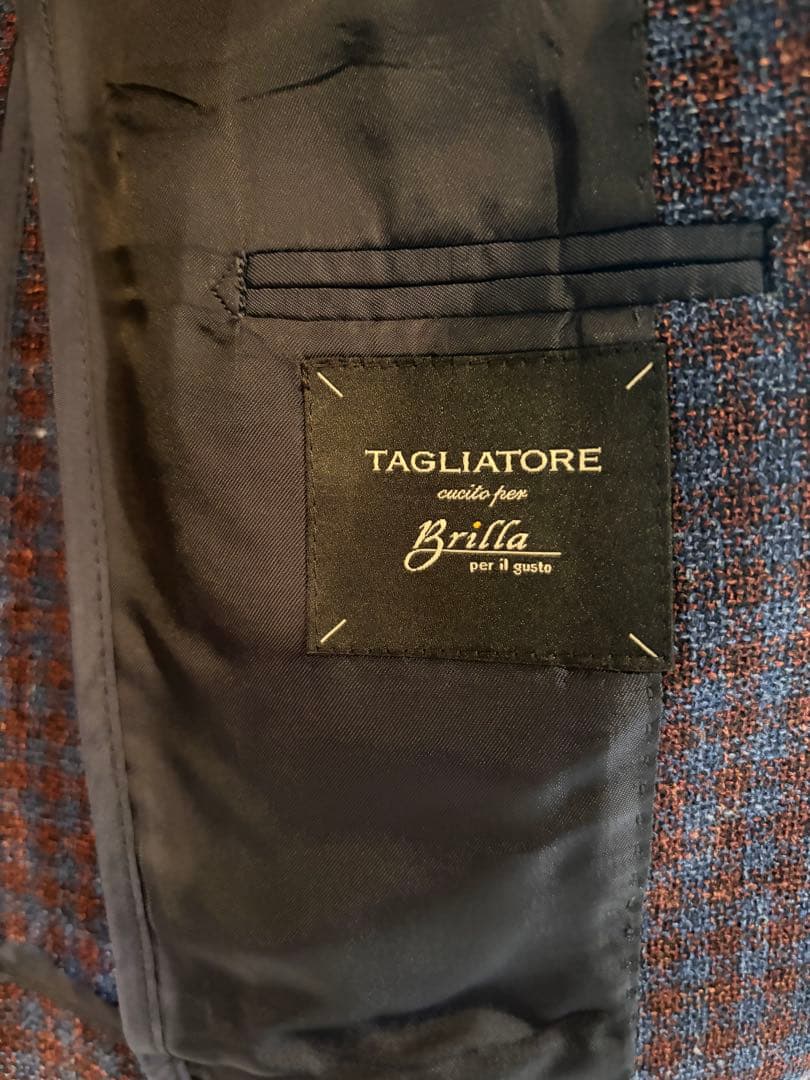 TAGLIATORE
cucito per
Brilla
per il gusto